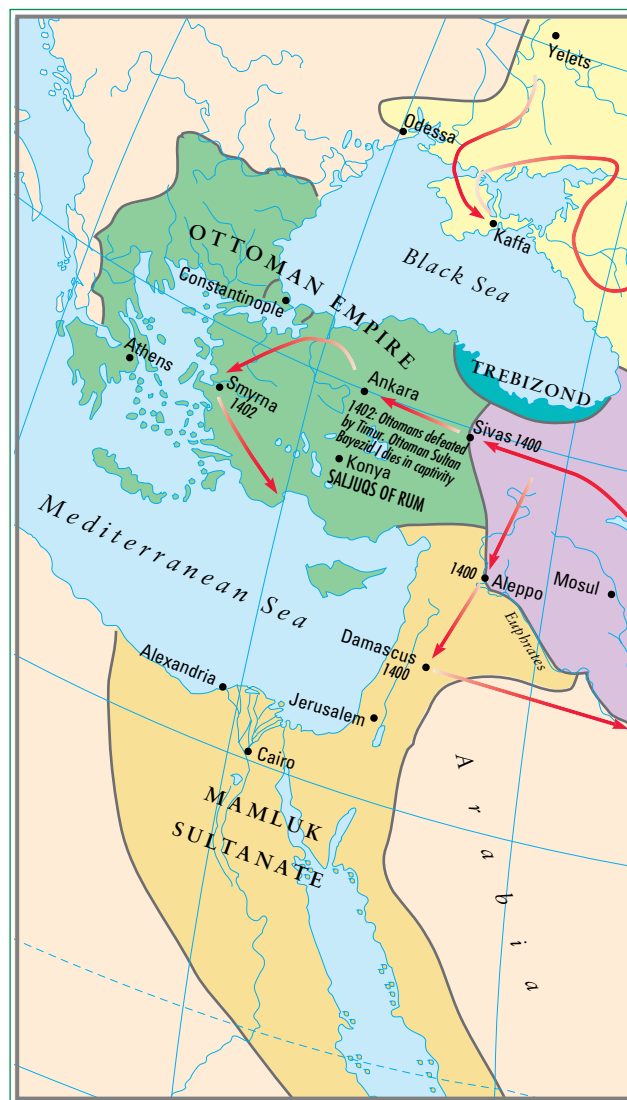 Yelets
Odessa
Kaffa
Black Sea
OTTOMAN EMPIRE
Constantinople
Athens
Smyrna
1402
Ankara
TREBIZOND
1402: Ottomans defeated
by Timur. Ottoman Sultan
Bayezid I dies in captivity
Sivas 1400
Konya
SALJUQS OF RUM
Mediterranean Sea
1400
Aleppo
Mosul
Euphrates
Damascus
1400
Alexandria
Jerusalem
Cairo
MAMLUK
SULTANATE
Arabia